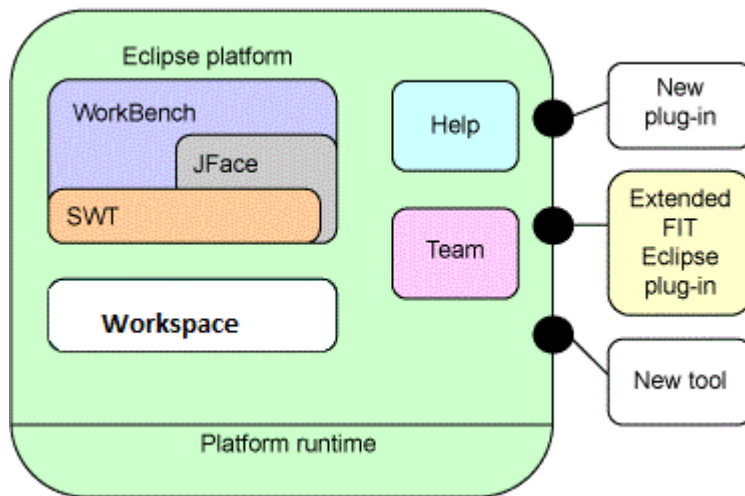 Eclipse platform
WorkBench
JFace
SWT
Workspace
Help
Team
Platform runtime
New
plug-in
Extended
FIT
Eclipse
plug-in
New tool